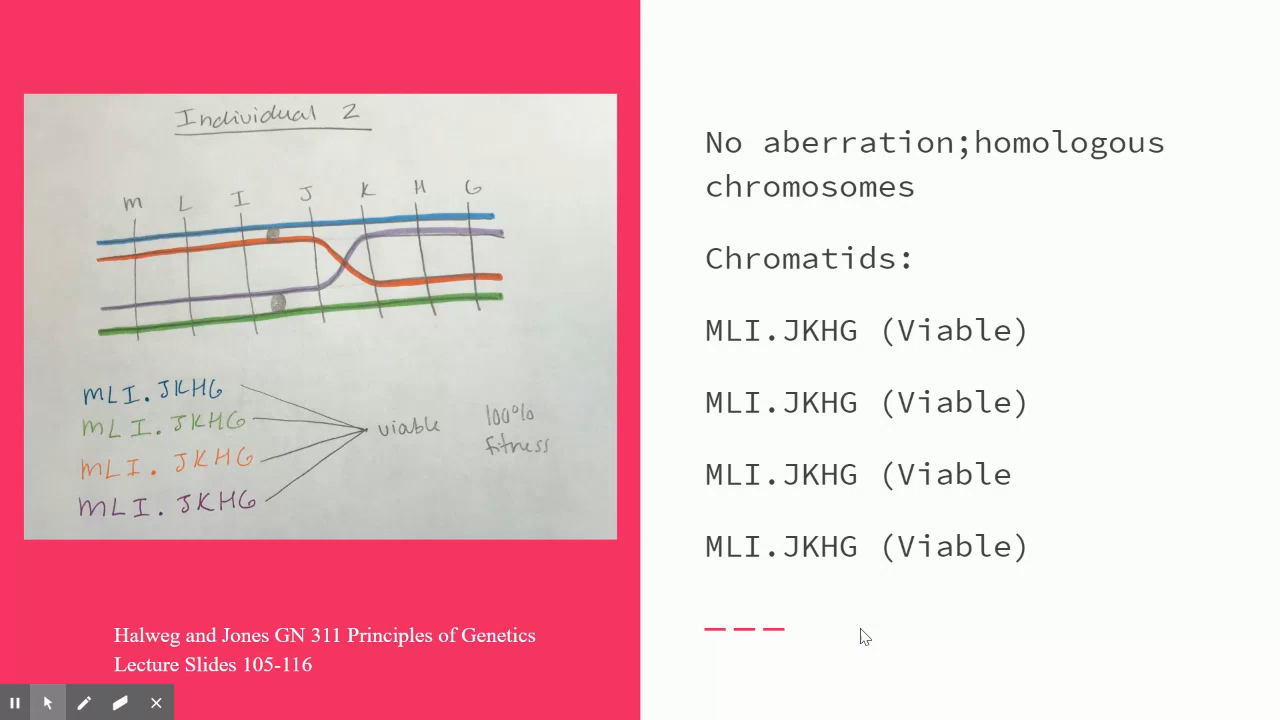 Individual 2
M L I J K H G
MLI.JKHG
MLI.JKHG
MLI.JKHG
MLI.JKHG
viable
100%
fitness
Halweg and Jones GN 311 Principles of Genetics
Lecture Slides 105-116
No aberration;homologous
chromosomes
Chromatids:
MLI.JKHG (Viable)
MLI.JKHG (Viable)
MLI.JKHG (Viable
MLI.JKHG (Viable)